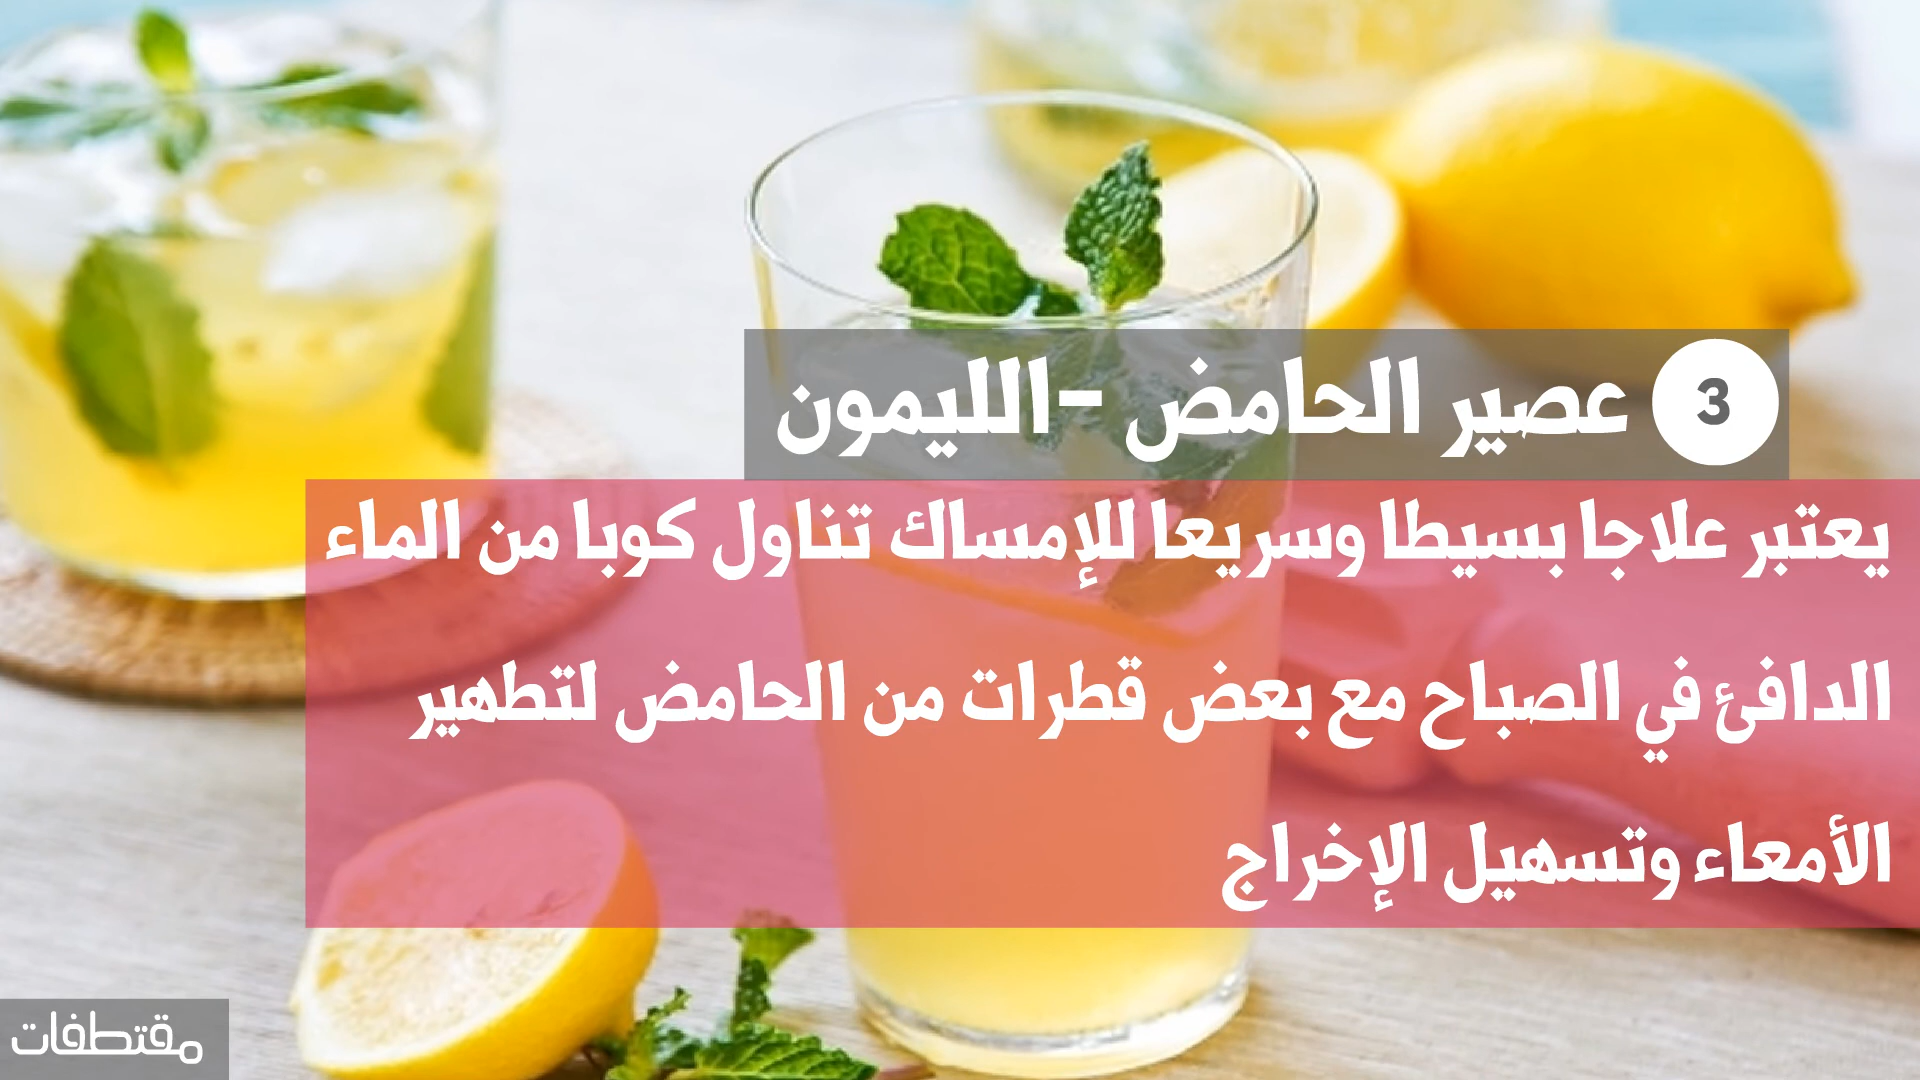 3 عصير الحامض -الليمون
يعتبر علاجا بسيطا وسريعا للإمساك تناول كوبا من الماء
الدافئ في الصباح مع بعض قطرات من الحامض لتطهير
الأمعاء وتسهيل الإخراج
مقتطفات